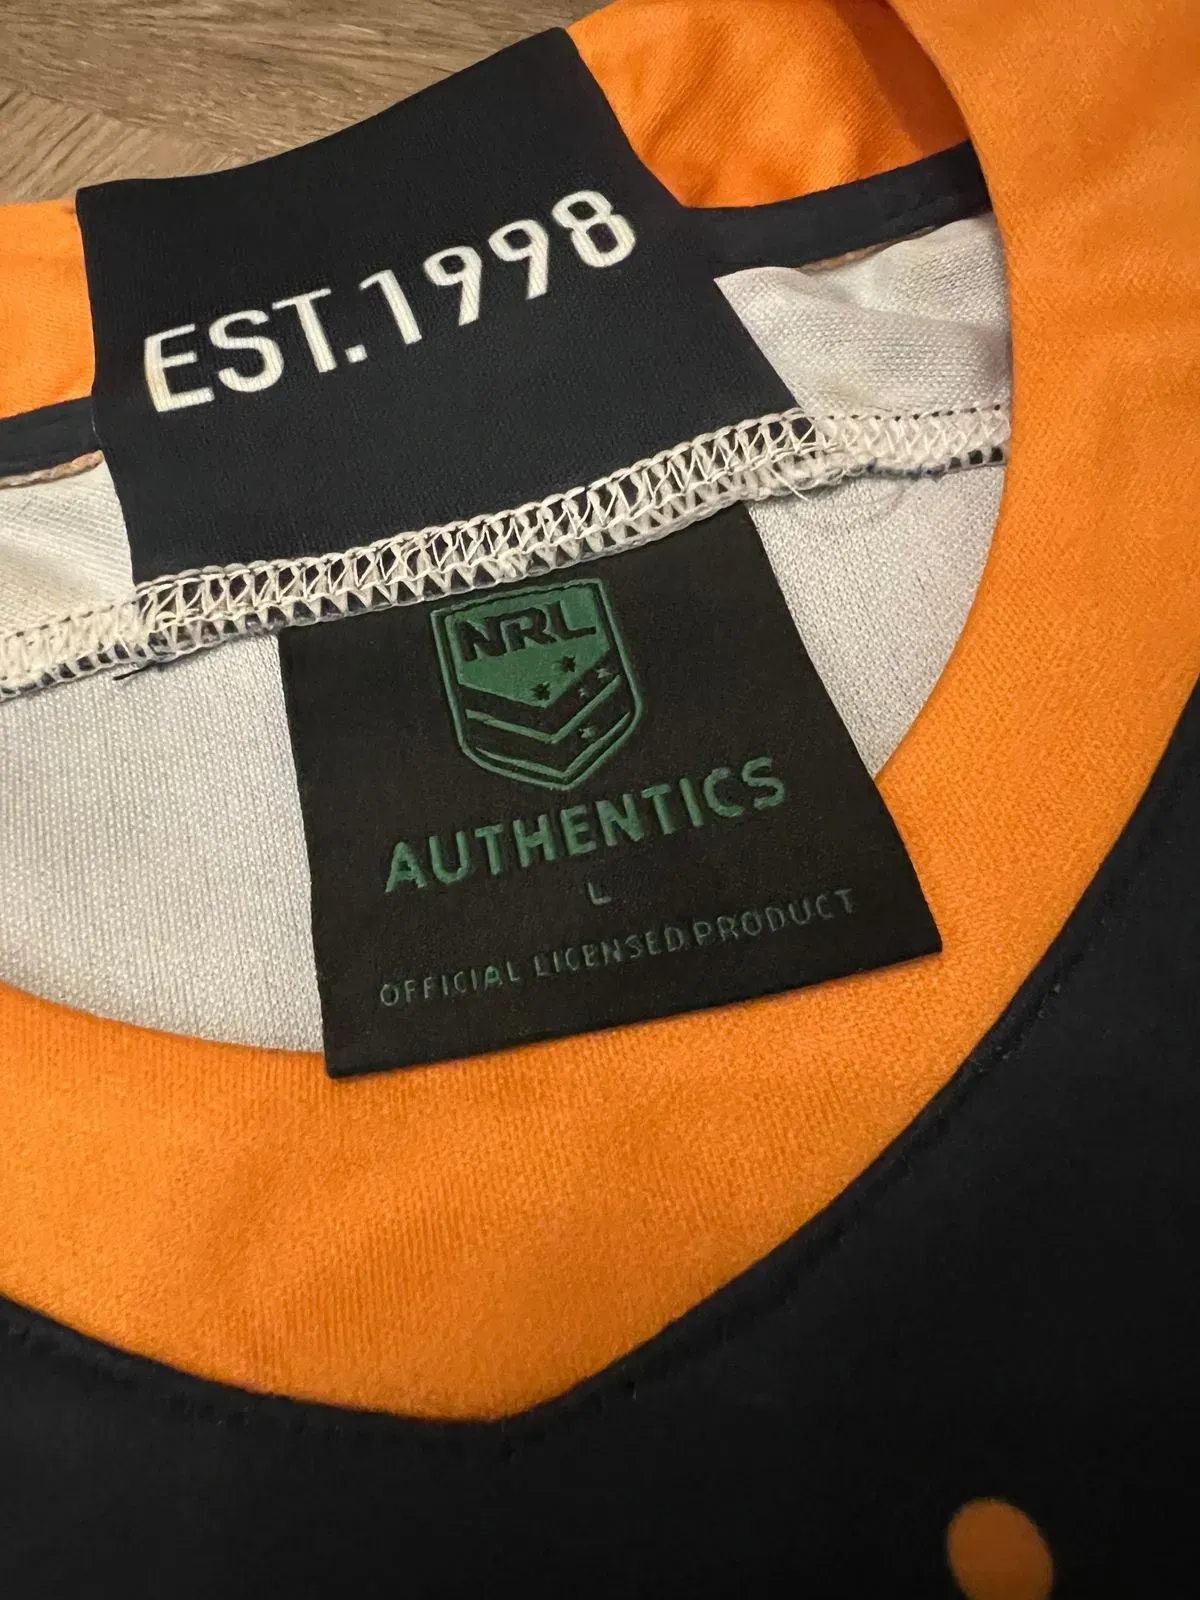 EST.1998
NRL
AUTHENTICS
L
OFFICIAL LICENSED PRODUCT